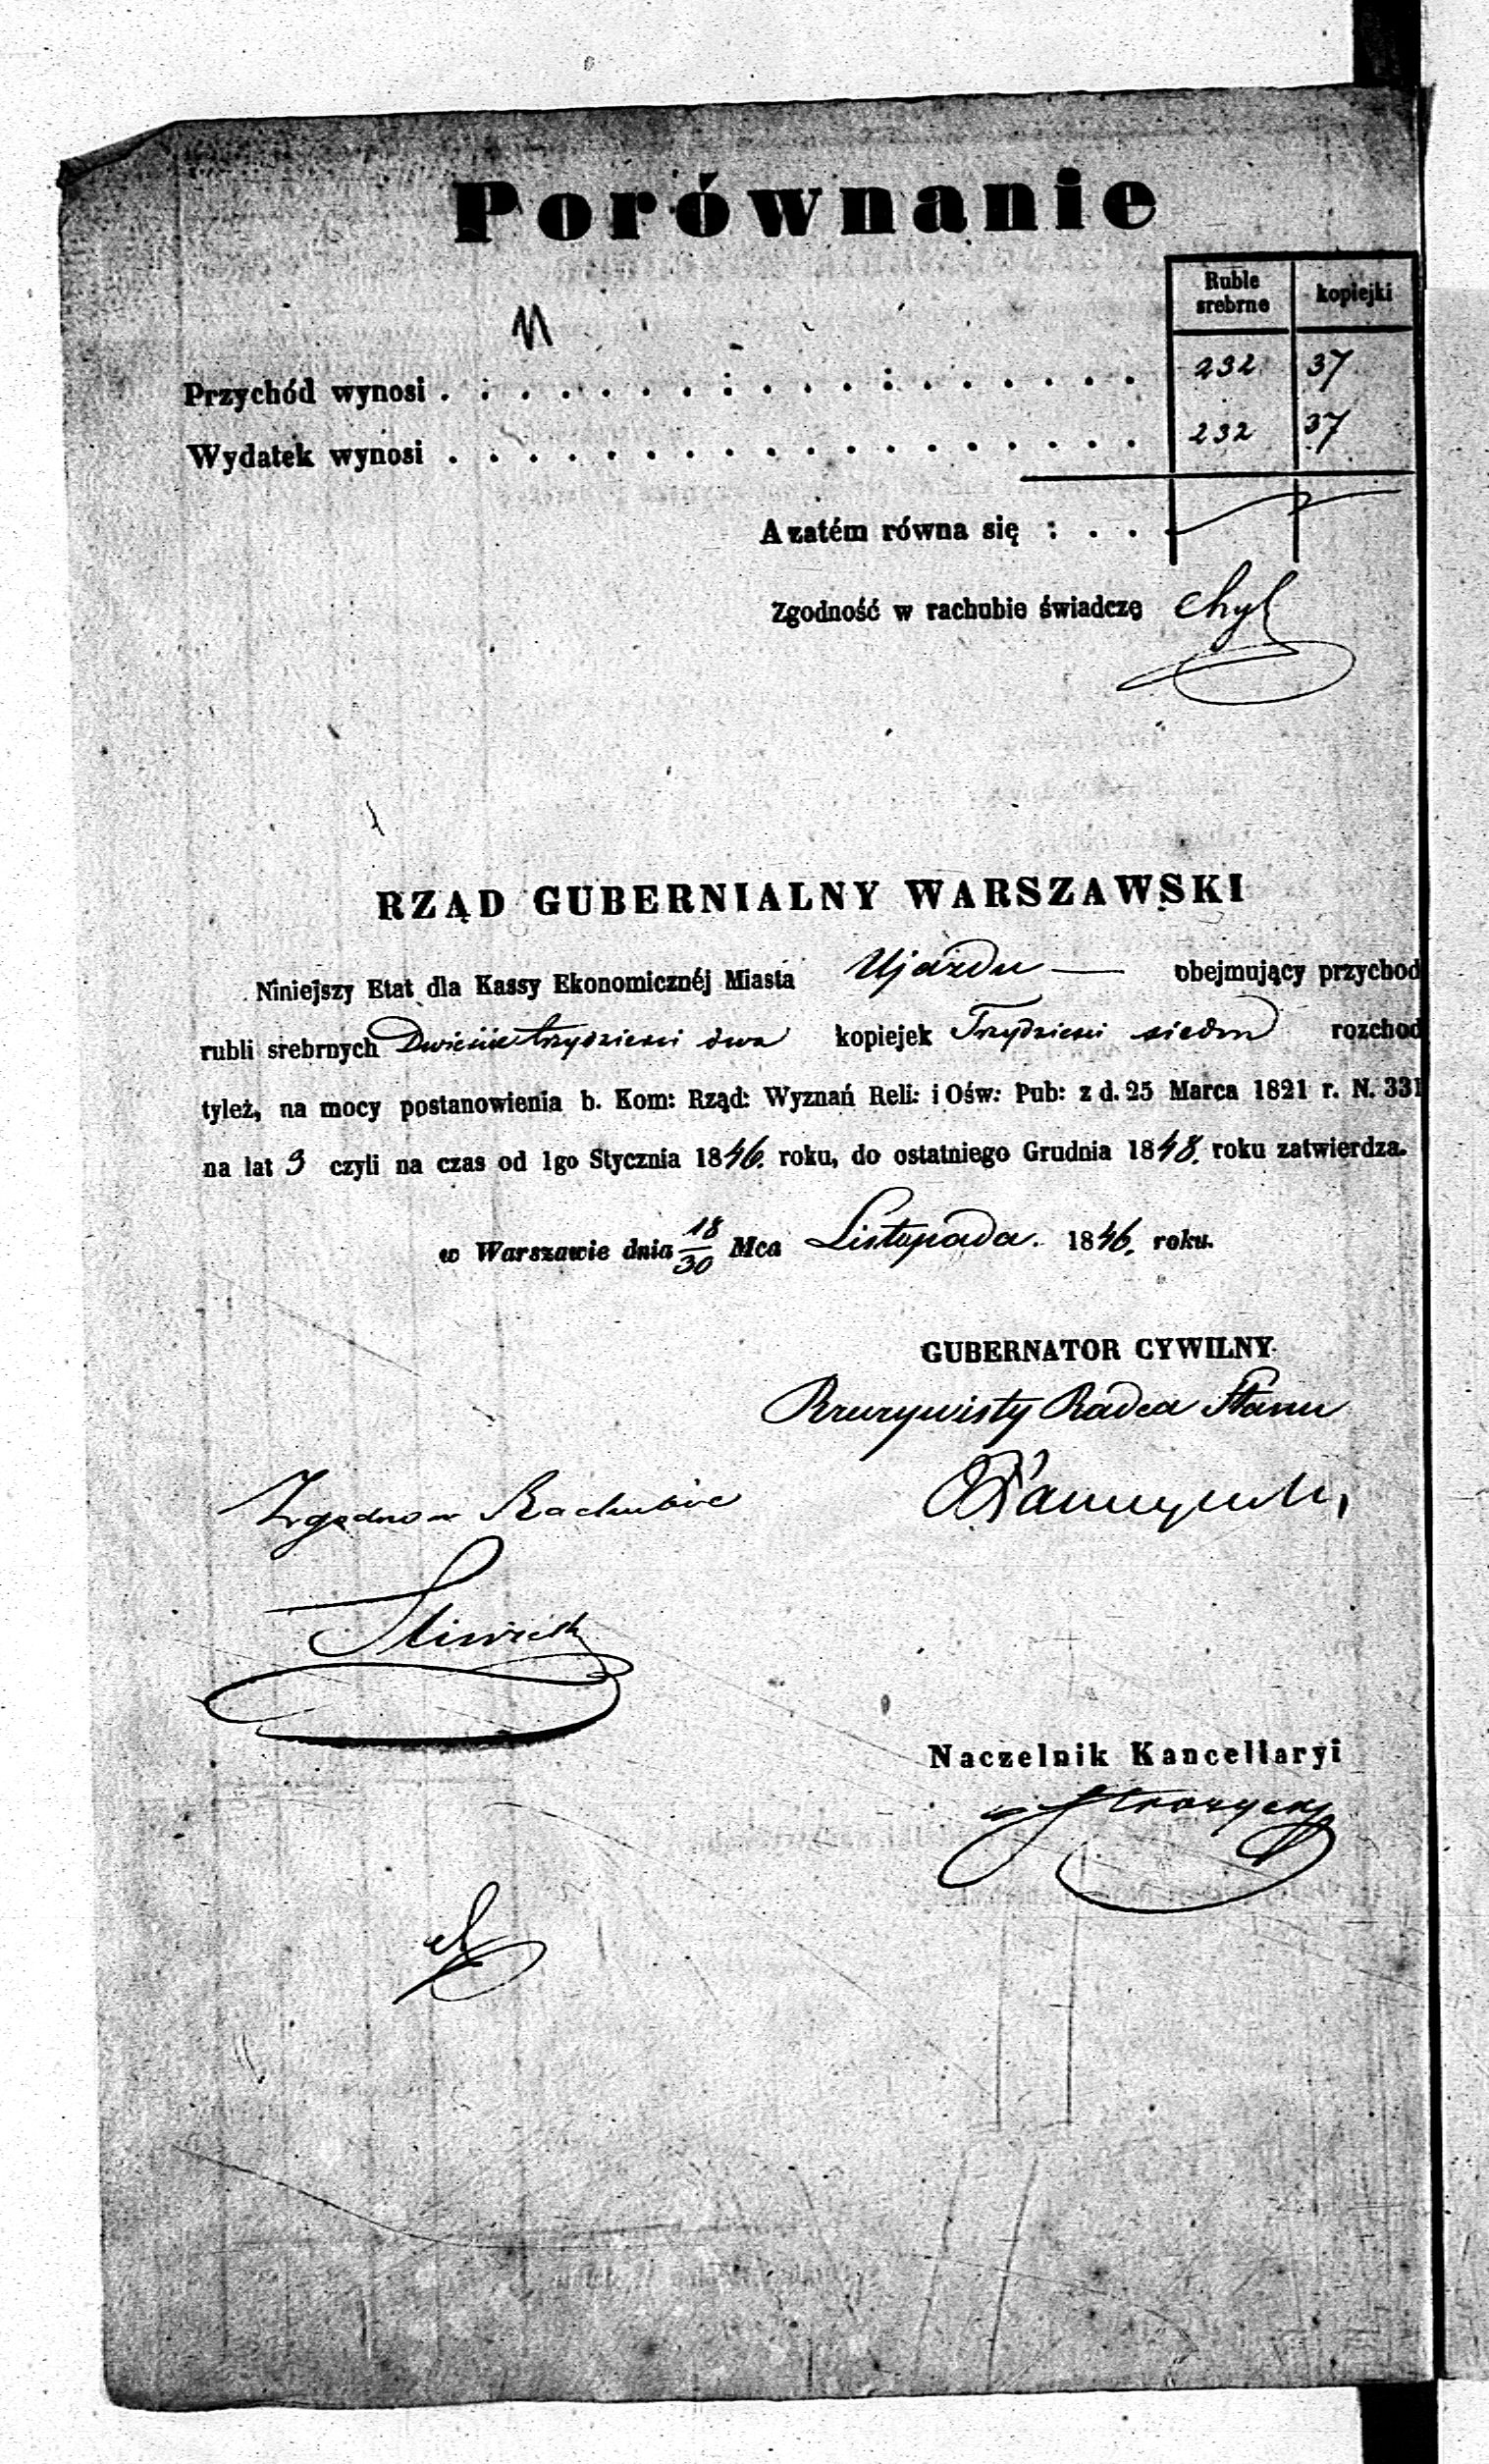 Porównanie
Ruble srebrne kopiejki
Przychód wynosi . . . . . . . . . . . . . . . . . . 232 37
Wydatek wynosi . . . . . . . . . . . . . . . . . . 232 37
A zatém równa się : . .
Zgodność w rachubie świadczę
RZĄD GUBERNIALNY WARSZAWSKI
Niniejszy Etat dla Kassy Ekonomicznéj Miasta Ujazdu — obejmujący przychod
rubli srebrnych Dwieście trzydzieści dwa kopiejek Trzydzieści siedm rozchod
tyleż, na mocy postanowienia b. Kom: Rząd: Wyznań Reli: i Ośw: Pub: z d. 25 Marca 1821 r. N. 331
na lat 3 czyli na czas od 1go Stycznia 1846. roku, do ostatniego Grudnia 1848. roku zatwierdza.
w Warszawie dnia 18/30 Mca Listopada. 1846. roku.
GUBERNATOR CYWILNY
Rzeczywisty Radca Stanu
Zgodno w Rachubie
Naczelnik Kancellaryi